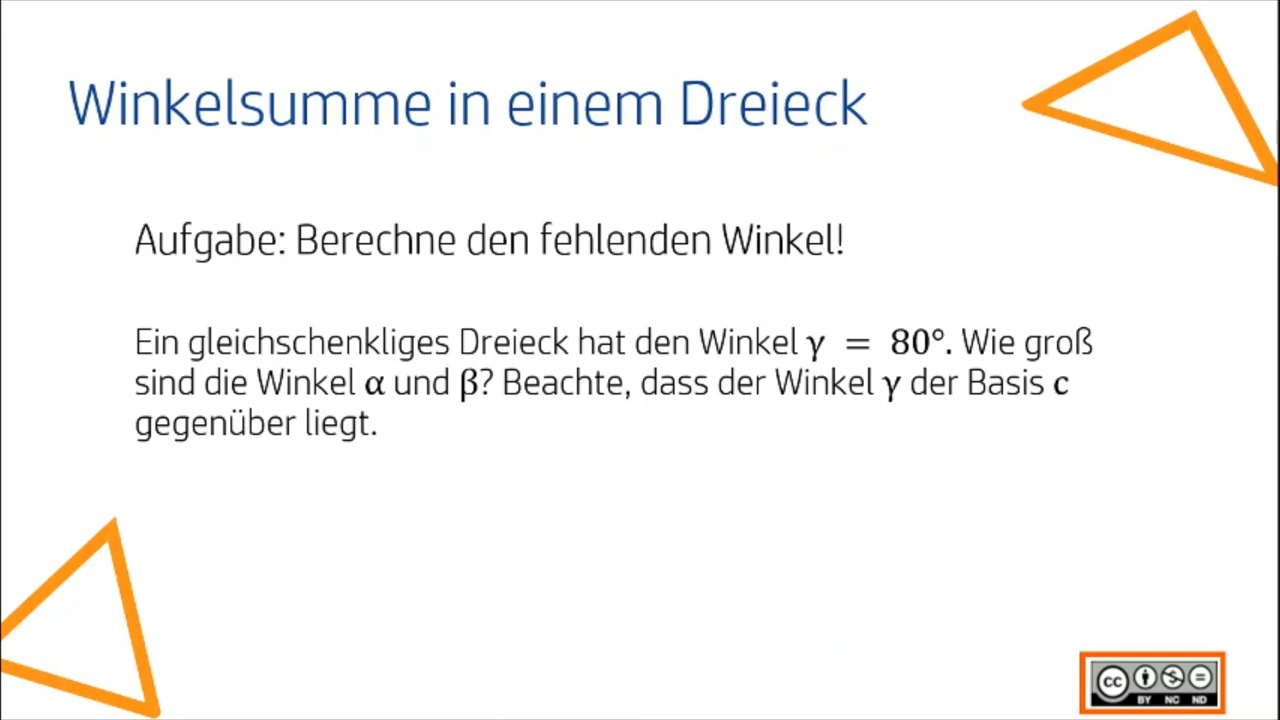 Winkelsumme in einem Dreieck
Aufgabe: Berechne den fehlenden Winkel!
Ein gleichschenkliges Dreieck hat den Winkel γ = 80°. Wie groß
sind die Winkel α und β? Beachte, dass der Winkel γ der Basis c
gegenüber liegt.
cc
BY NC ND